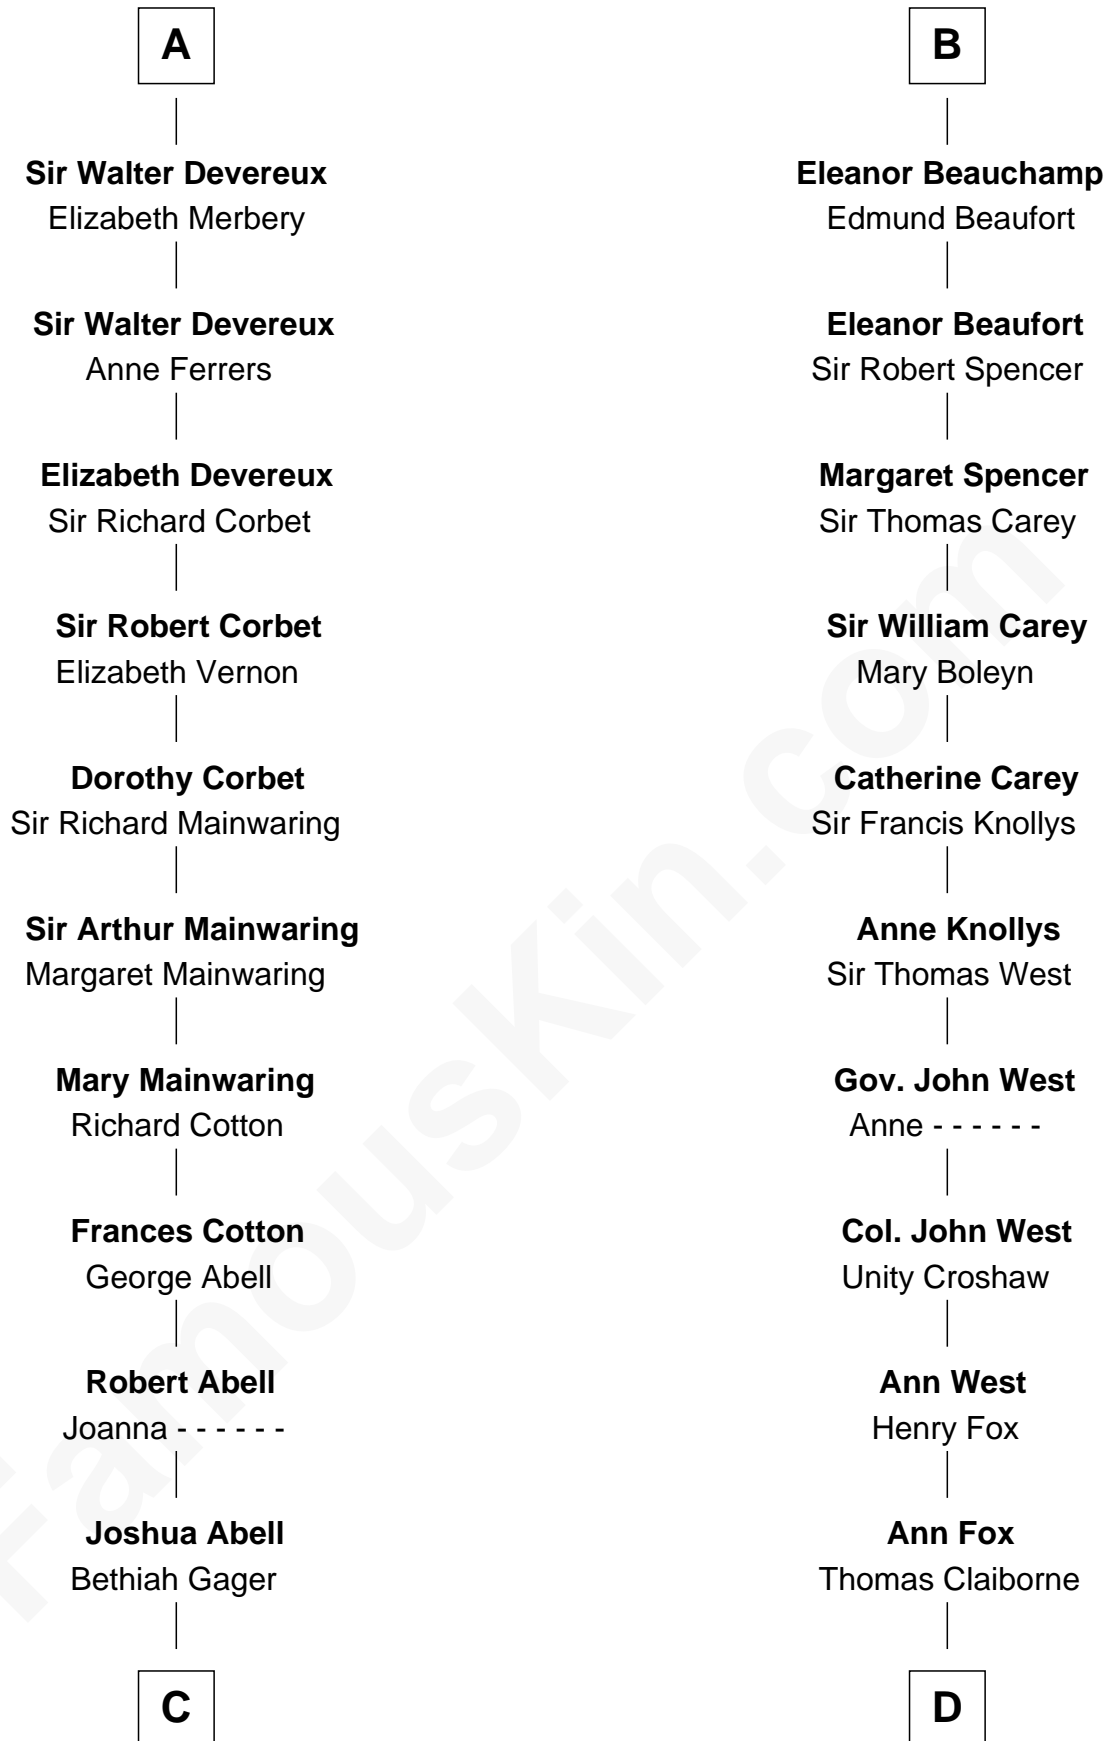 A
Sir Walter Devereux
Elizabeth Merbery
Sir Walter Devereux
Anne Ferrers
Elizabeth Devereux
Sir Richard Corbet
Sir Robert Corbet
Elizabeth Vernon
Dorothy Corbet
Sir Richard Mainwaring
Sir Arthur Mainwaring
Margaret Mainwaring
Mary Mainwaring
Richard Cotton
Frances Cotton
George Abell
Robert Abell
Joanna - - - - - -
Joshua Abell
Bethiah Gager
C
B
Eleanor Beauchamp
Edmund Beaufort
Eleanor Beaufort
Sir Robert Spencer
Margaret Spencer
Sir Thomas Carey
Sir William Carey
Mary Boleyn
Catherine Carey
Sir Francis Knollys
Anne Knollys
Sir Thomas West
Gov. John West
Anne - - - - - -
Col. John West
Unity Croshaw
Ann West
Henry Fox
Ann Fox
Thomas Claiborne
D
FamousKin.com